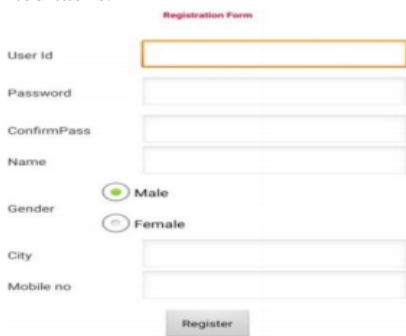 Registration Form
User Id
Password
ConfirmPass
Name
Gender
Male
Female
City
Mobile no
Register